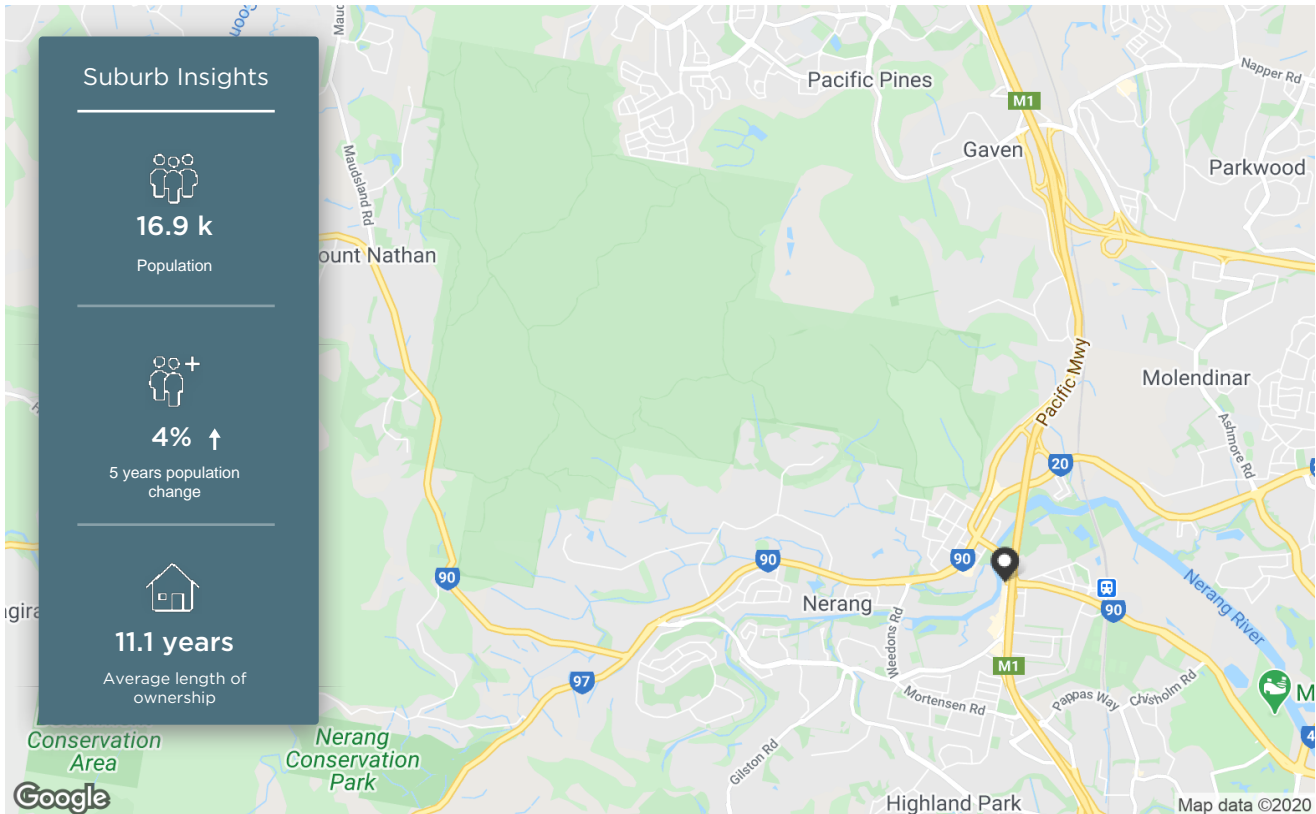 Suburb Insights
16.9 k
Population
4%
5 years population
change
11.1 years
Average length of
ownership
Maudsland Rd
ount Nathan
Pacific Pines
M1
Gaven
Napper Rd
Parkwood
Molendinar
Pacific Mwy
Ashmore Rd
20
90
90
90
90
Nerang
Weedons Rd
Nerang River
97
M1
Mortensen Rd
Pappas Way
Chisholm Rd
Gilston Rd
Highland Park
Conservation
Area
Nerang
Conservation
Park
Google
Map data ©2020